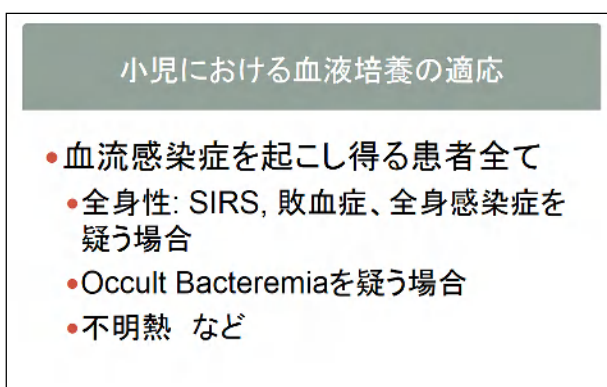 小児における血液培養の適応
•血流感染症を起こし得る患者全て
•全身性: SIRS, 敗血症、全身感染症を
疑う場合
•Occult Bacteremiaを疑う場合
•不明熱 など